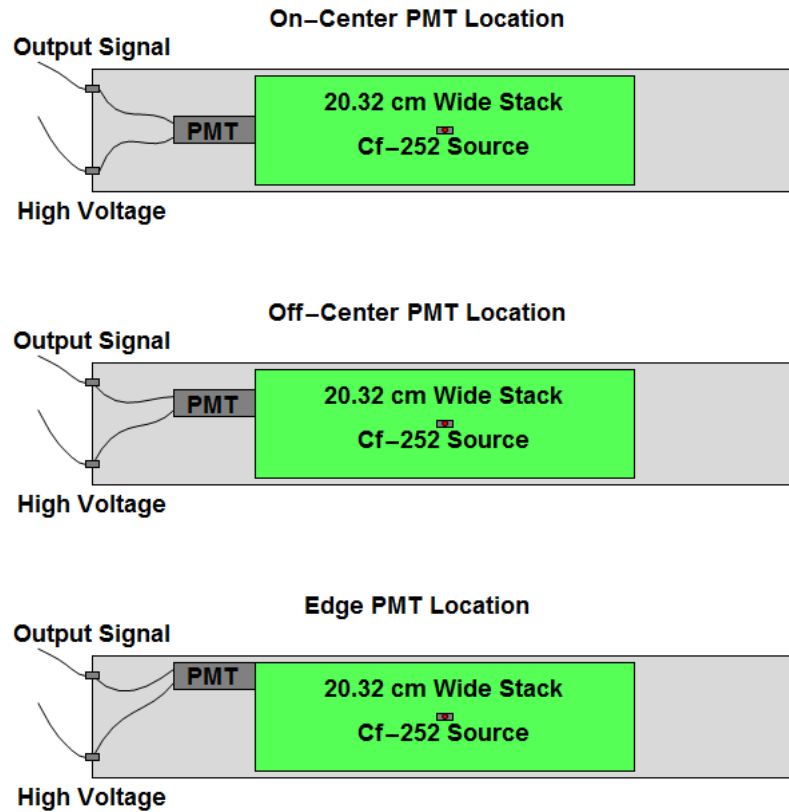 On−Center PMT Location
Output Signal
20.32 cm Wide Stack
PMT
Cf−252 Source
High Voltage
Off−Center PMT Location
Output Signal
20.32 cm Wide Stack
PMT
Cf−252 Source
High Voltage
Edge PMT Location
Output Signal
PMT
20.32 cm Wide Stack
Cf−252 Source
High Voltage